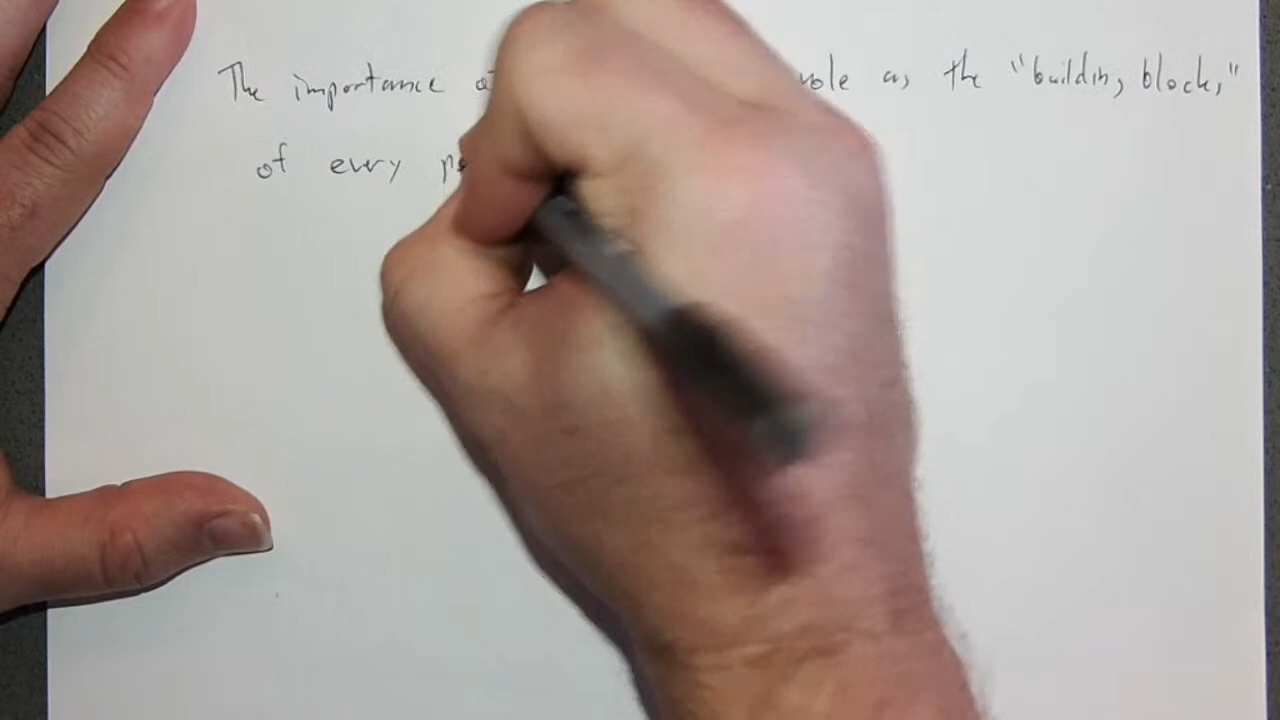 The importance role as the "building blocks"
of every